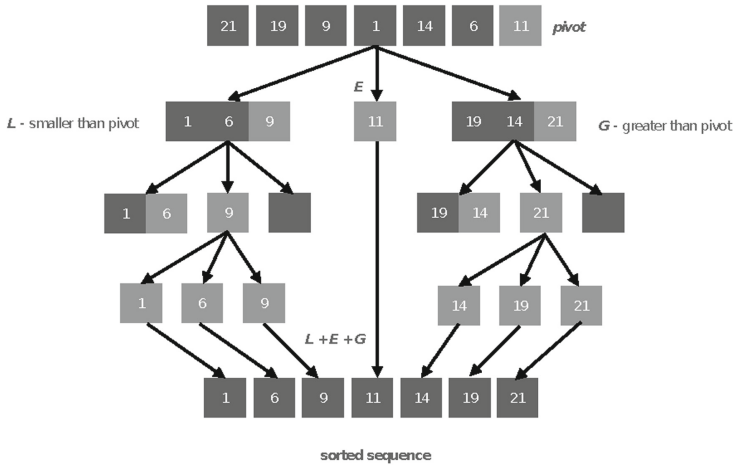 21 19 9 1 14 6 11 pivot
E
L - smaller than pivot 1 6 9 11 19 14 21 G - greater than pivot
1 6 9 19 14 21
1 6 9 14 19 21
L +E +G
1 6 9 11 14 19 21
sorted sequence